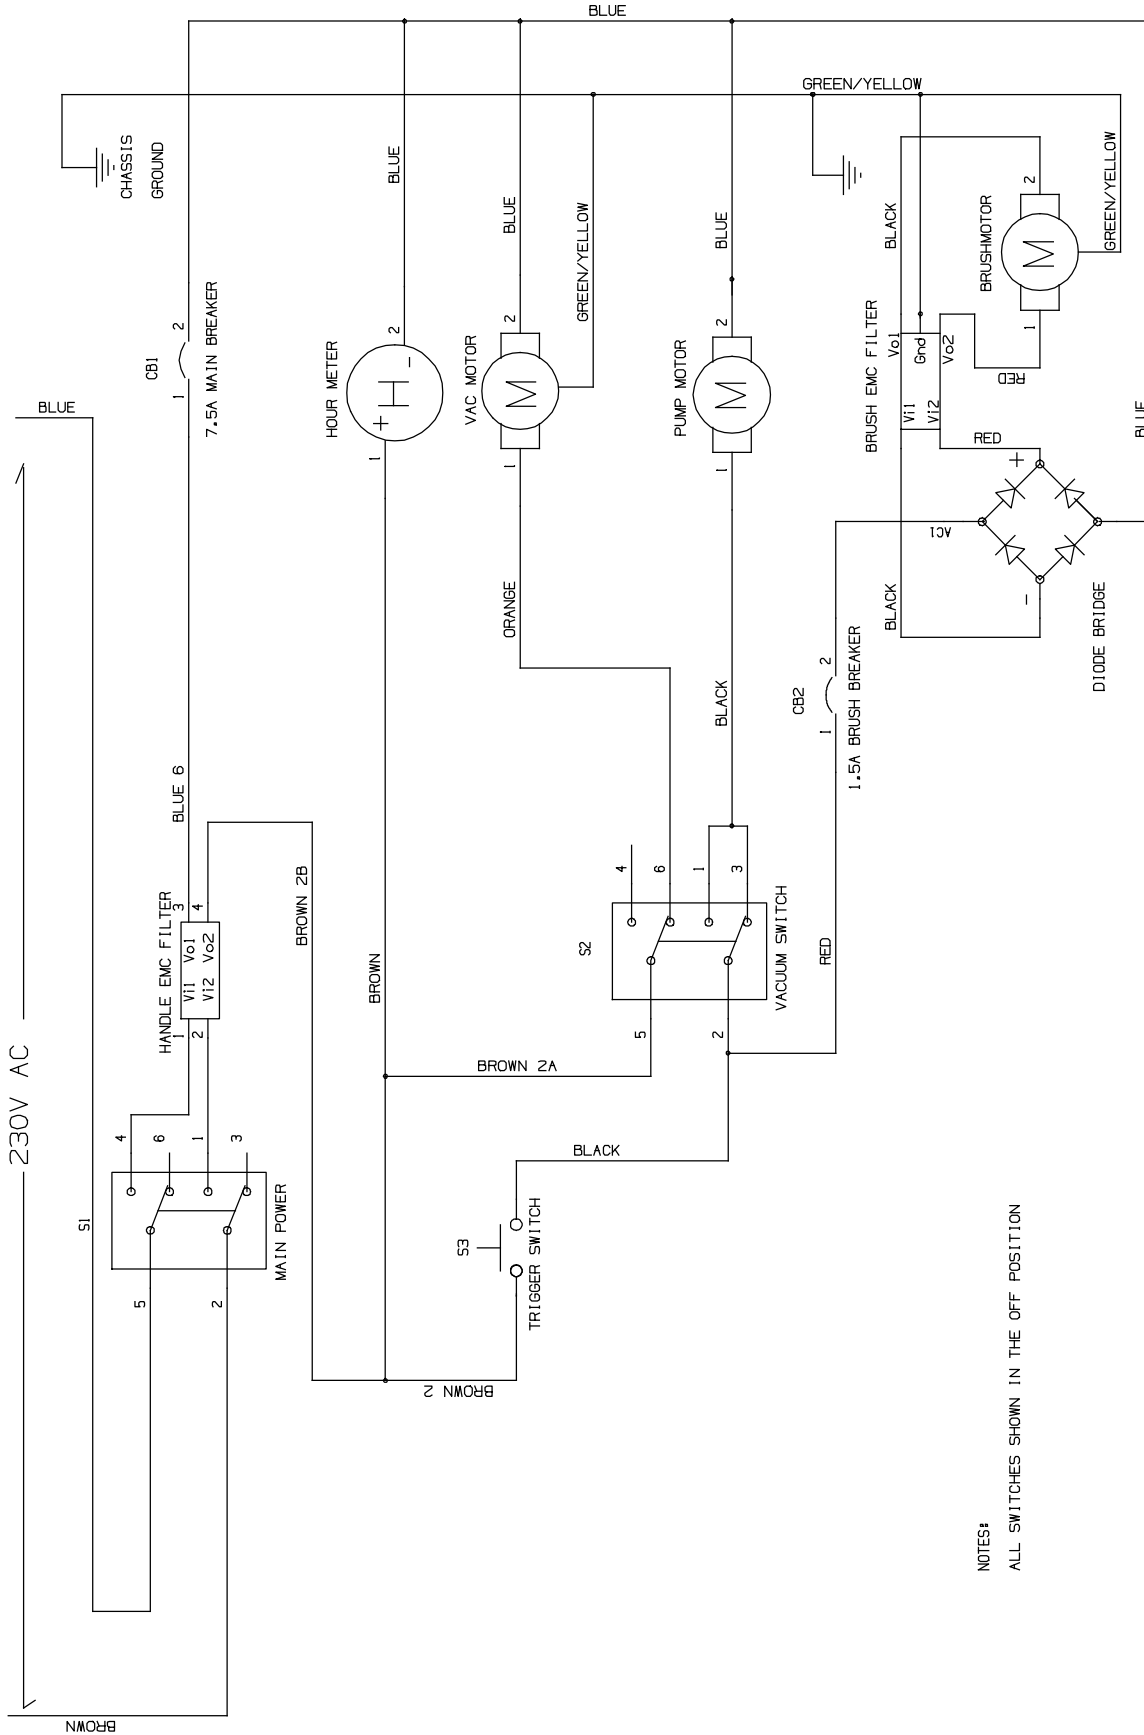 BLUE
GREEN/YELLOW
CHASSIS
GROUND
BLUE
BLUE
GREEN/YELLOW
BLUE
BLACK
2
GREEN/YELLOW
BRUSHMOTOR
M
1
2
CB1
1
7.5A MAIN BREAKER
2
HOUR METER
H
+
-
1
2
VAC MOTOR
M
1
2
PUMP MOTOR
M
1
BRUSH EMC FILTER
Vo1
Gnd
Vo2
Vi1
Vi2
RED
RED
BLUE
BLUE
+
AC1
-
DIODE BRIDGE
BLACK
ORANGE
BLACK
CB2
2
1
1.5A BRUSH BREAKER
BLUE 6
HANDLE EMC FILTER
3
4
Vi1 Vo1
Vi2 Vo2
1
2
BROWN 2B
BROWN
4
6
1
3
S2
VACUUM SWITCH
5
2
RED
230V AC
BROWN 2A
BLACK
4
6
1
3
S1
MAIN POWER
5
2
S3
TRIGGER SWITCH
BROWN 2
BROWN
NOTES:
ALL SWITCHES SHOWN IN THE OFF POSITION